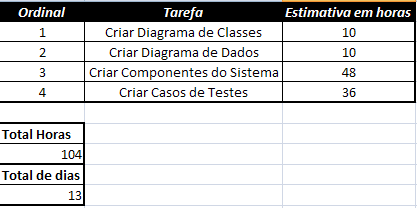 Ordinal Tarefa Estimativa em horas
1 Criar Diagrama de Classes 10
2 Criar Diagrama de Dados 10
3 Criar Componentes do Sistema 48
4 Criar Casos de Testes 36
Total Horas
104
Total de dias
13